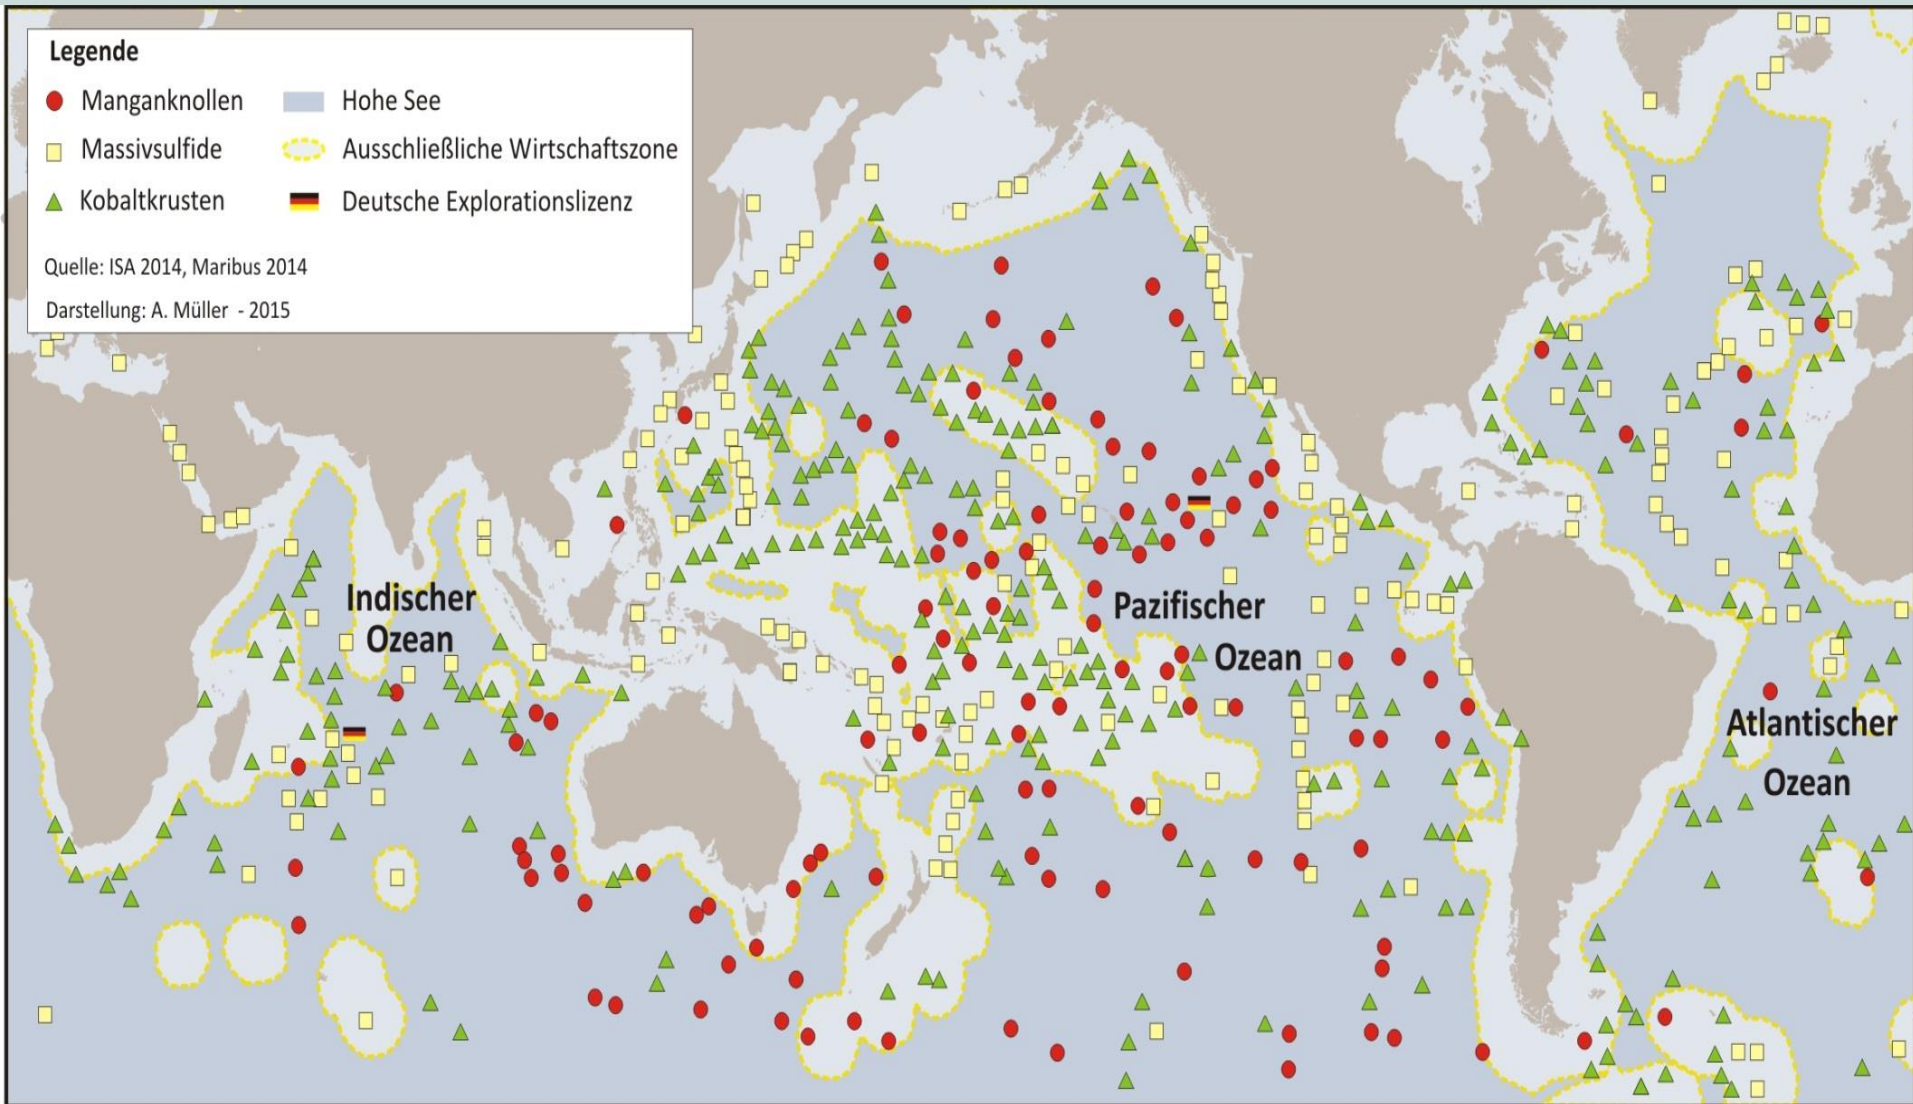 Legende
Manganknollen
Massivsulfide
Kobaltkrusten
Hohe See
Ausschließliche Wirtschaftszone
Deutsche Explorationslizenz
Quelle: ISA 2014, Maribus 2014
Darstellung: A. Müller - 2015
Indischer
Ozean
Pazifischer
Ozean
Atlantischer
Ozean